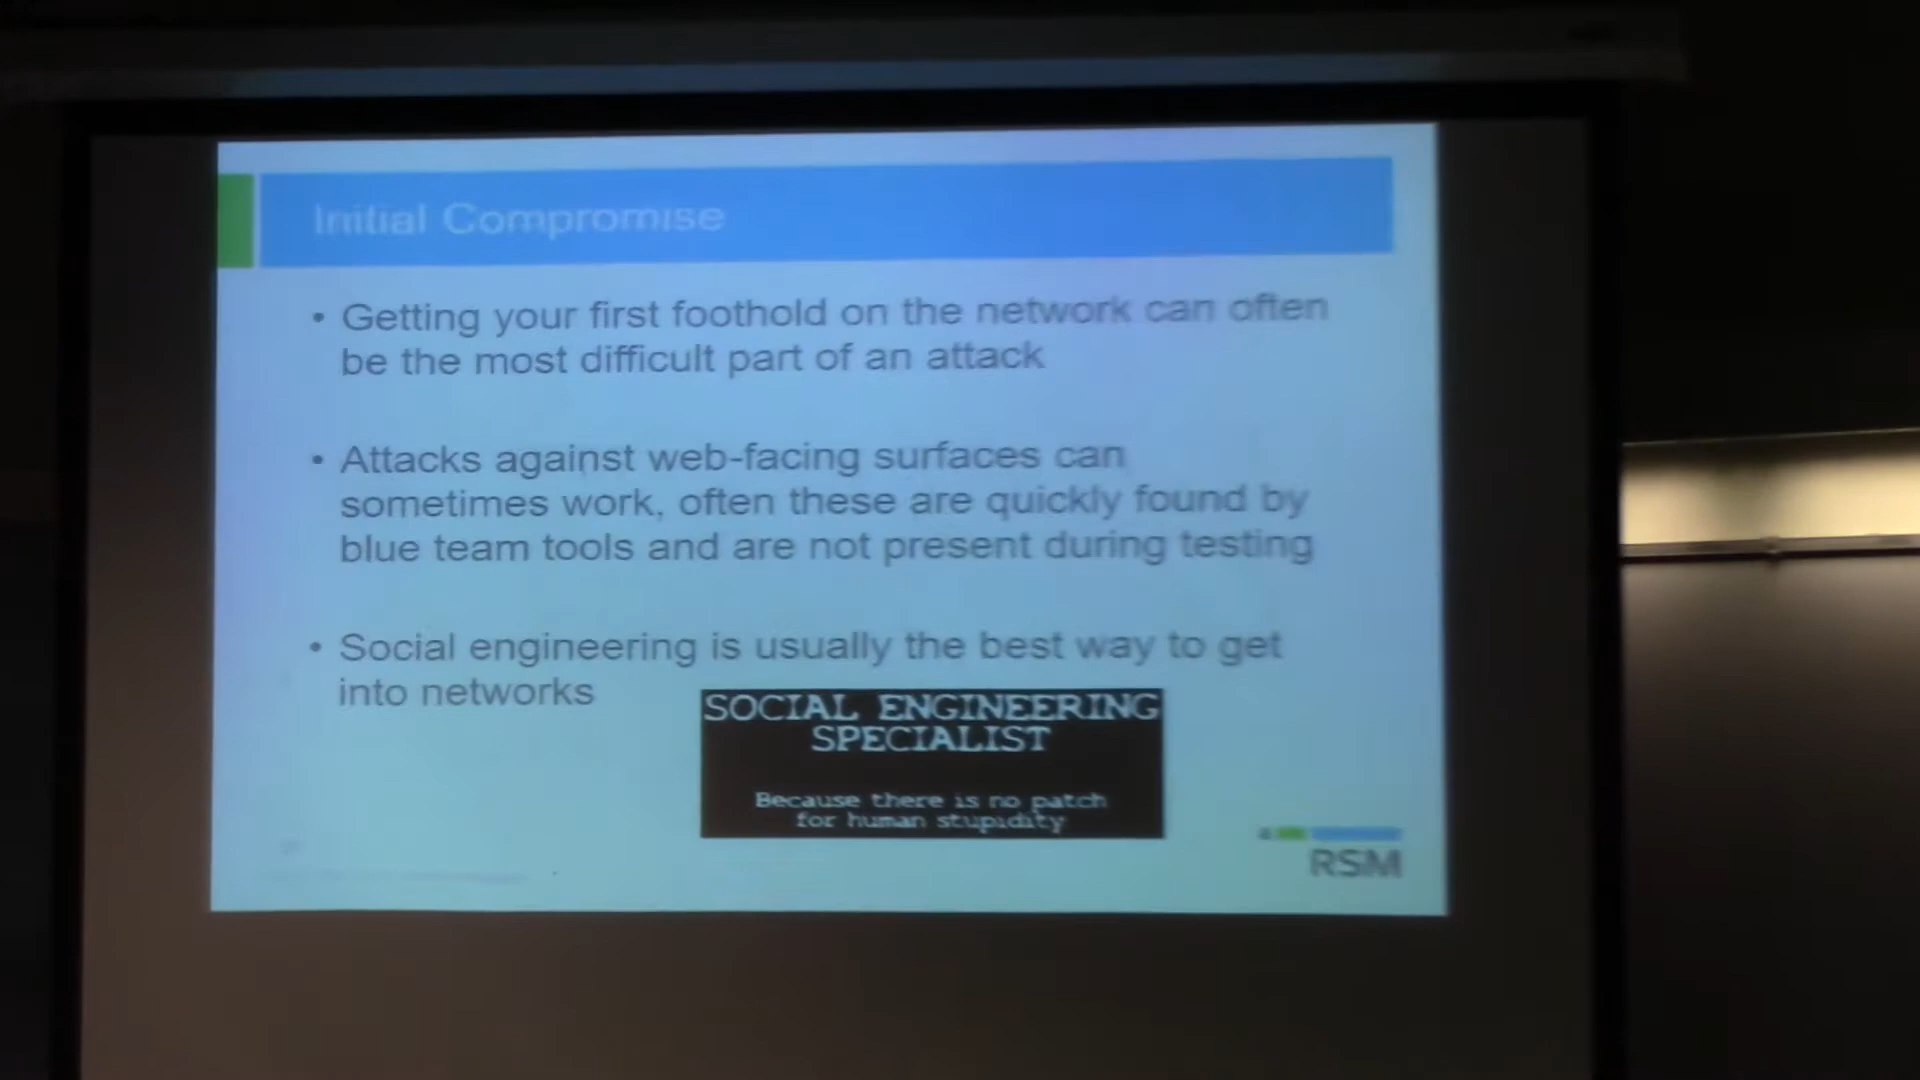 Initial Compromise
• Getting your first foothold on the network can often
be the most difficult part of an attack
• Attacks against web-facing surfaces can
sometimes work, often these are quickly found by
blue team tools and are not present during testing
• Social engineering is usually the best way to get
into networks
SOCIAL ENGINEERING
SPECIALIST
Because there is no patch
for human stupidity
RSM